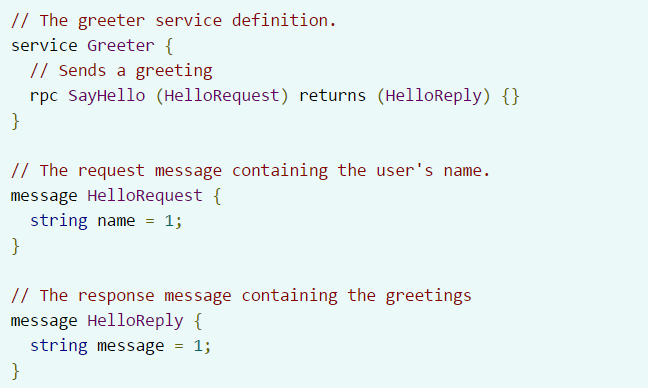 // The greeter service definition.
service Greeter {
  // Sends a greeting
  rpc SayHello (HelloRequest) returns (HelloReply) {}
}

// The request message containing the user's name.
message HelloRequest {
  string name = 1;
}

// The response message containing the greetings
message HelloReply {
  string message = 1;
}